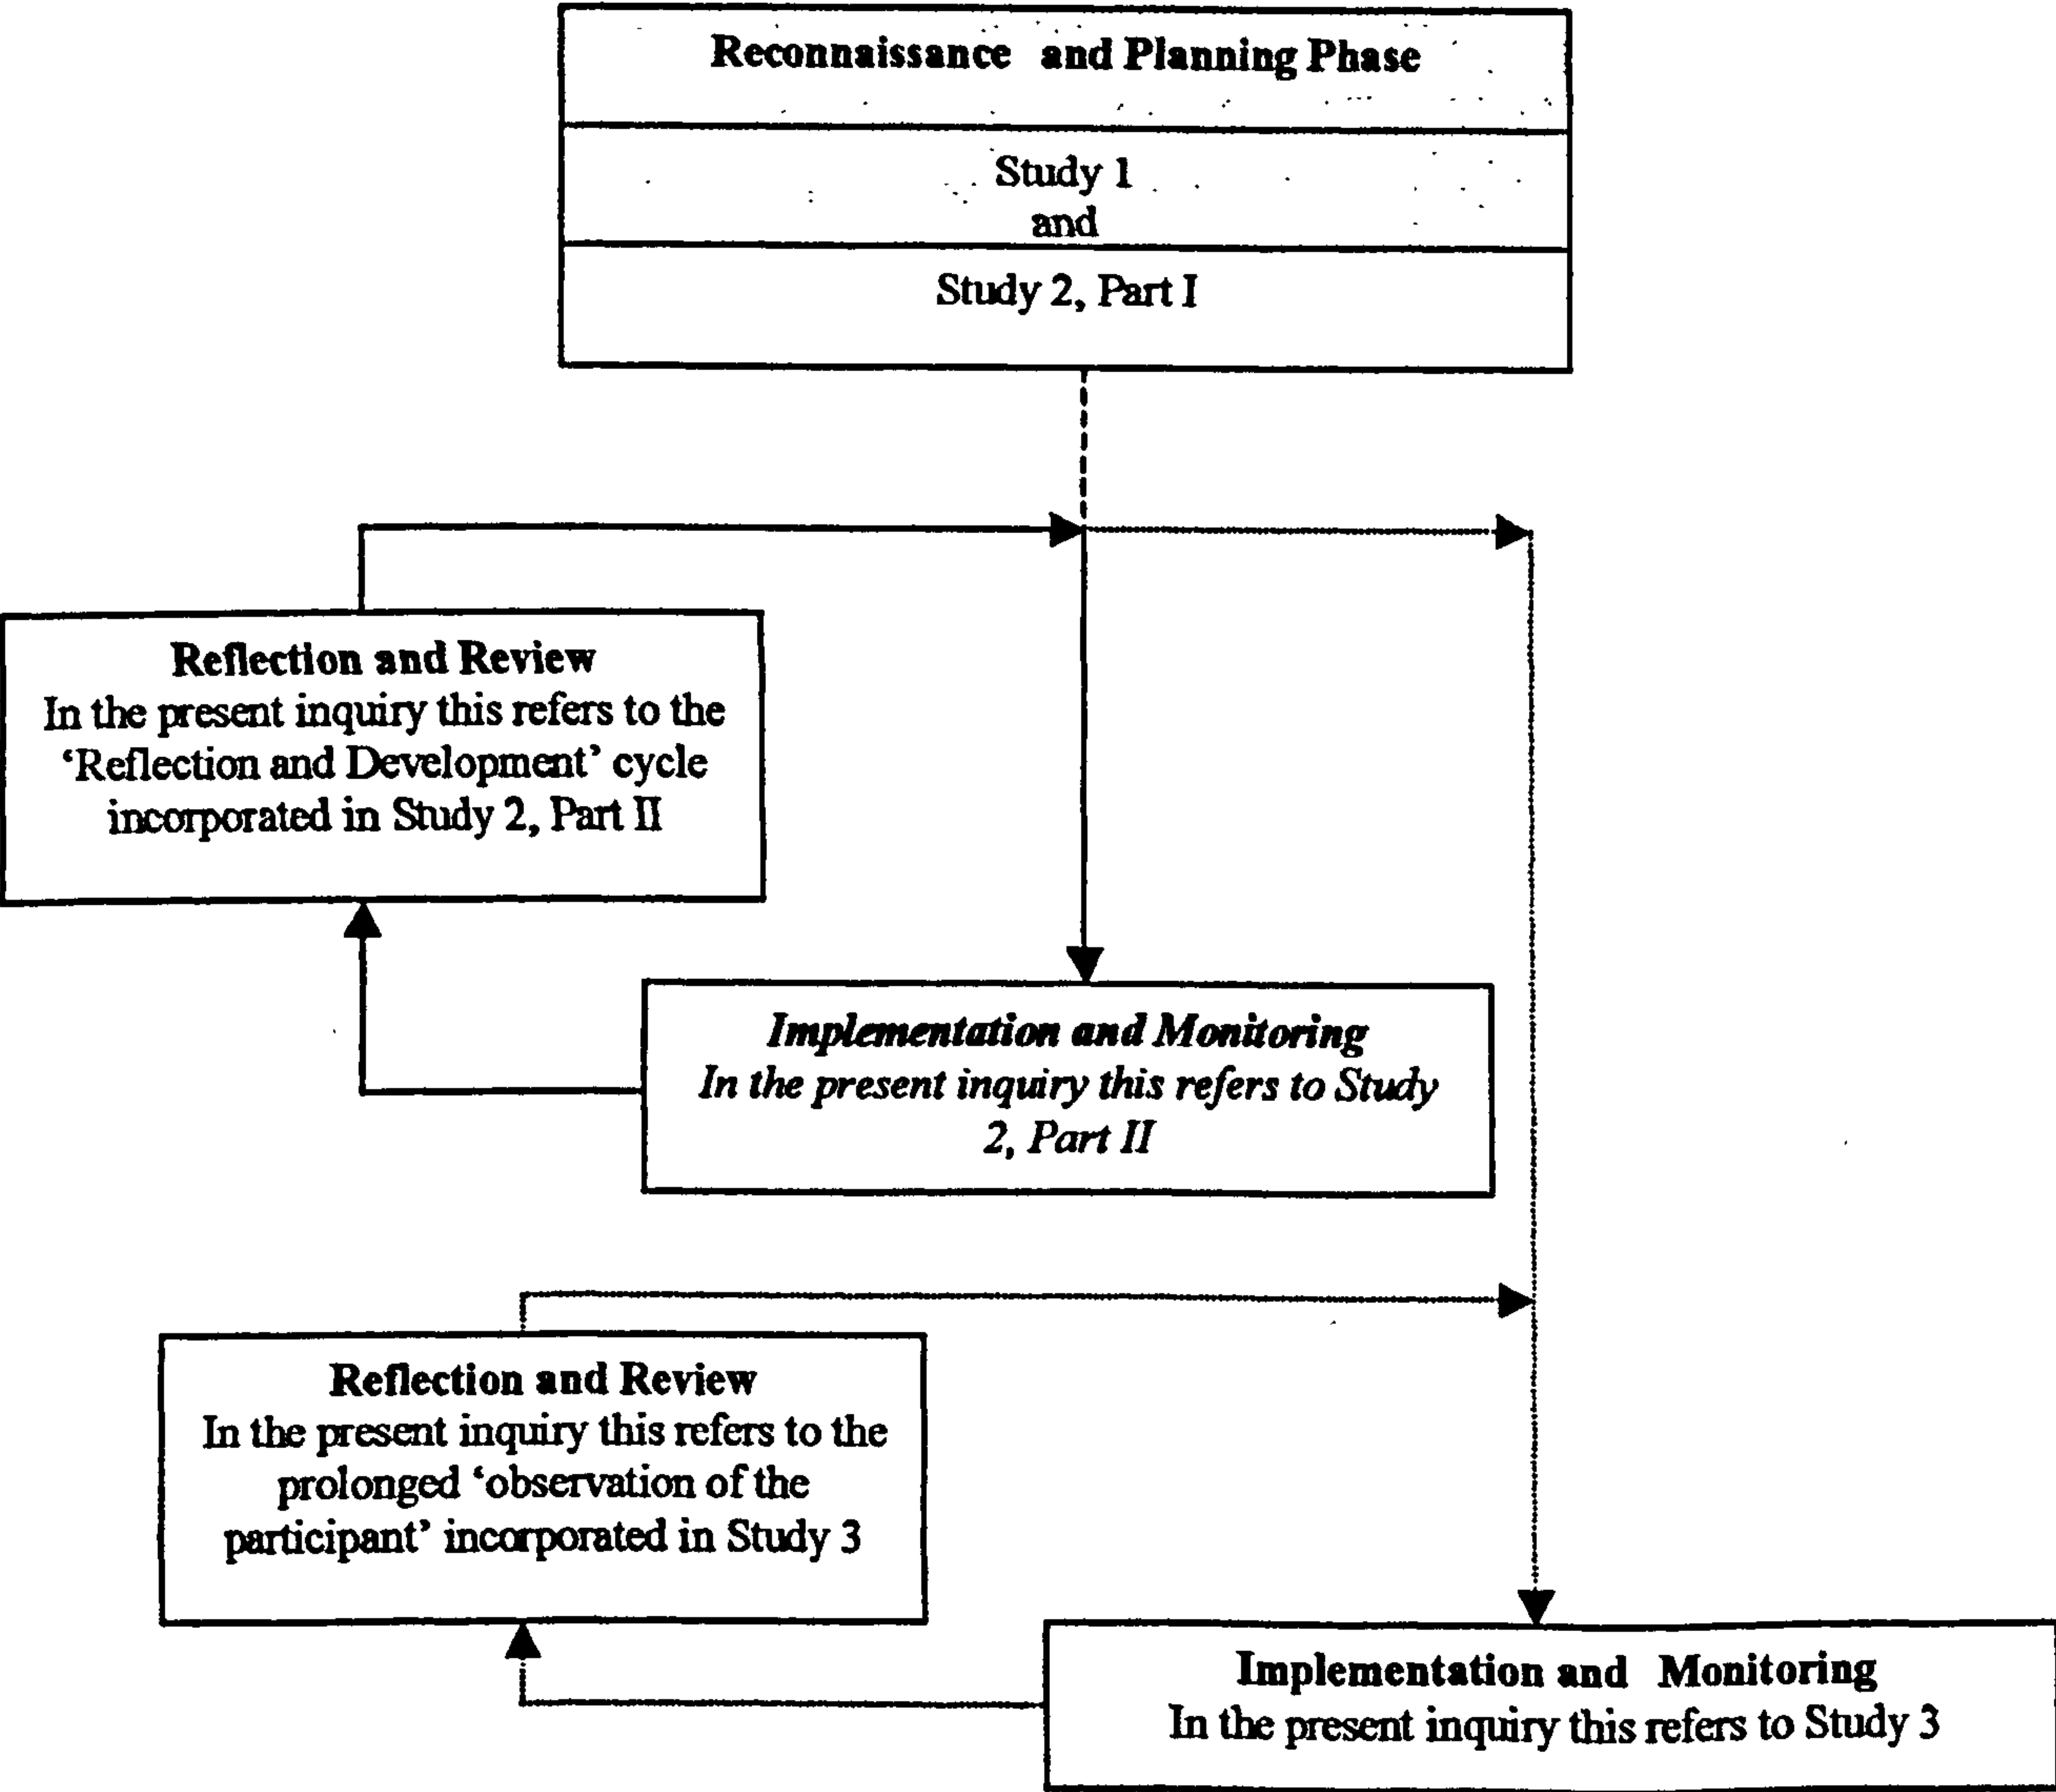 Reconnaissance and Planning Phase
Study 1
and
Study 2, Part I
Reflection and Review
In the present inquiry this refers to the
‘Reflection and Development’ cycle
incorporated in Study 2, Part II
Implementation and Monitoring
In the present inquiry this refers to Study
2, Part II
Reflection and Review
In the present inquiry this refers to the
prolonged ‘observation of the
participant’ incorporated in Study 3
Implementation and Monitoring
In the present inquiry this refers to Study 3